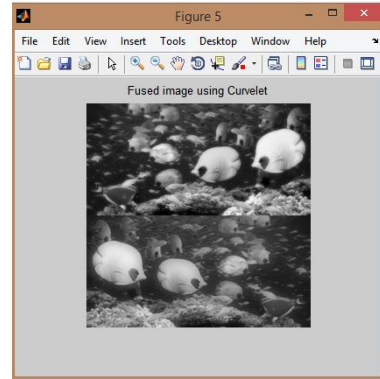 Figure 5
File Edit View Insert Tools Desktop Window Help
Fused image using Curvelet